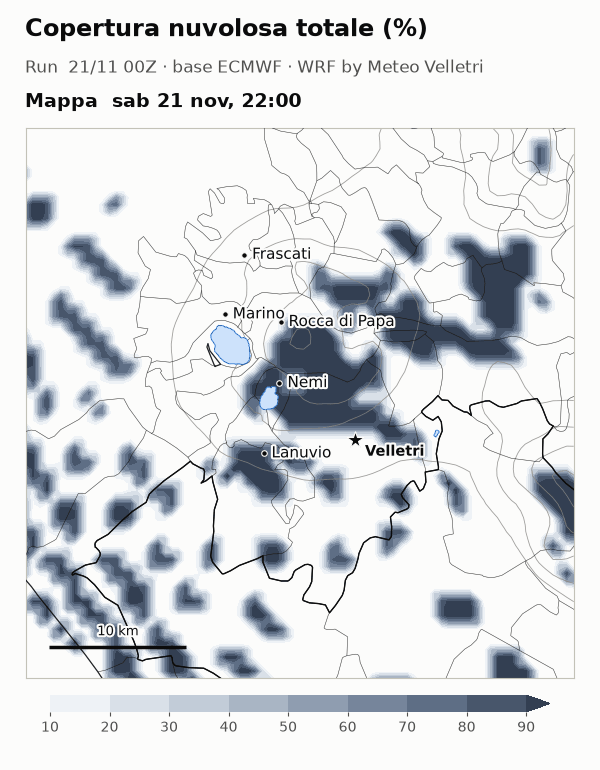 Copertura nuvolosa totale (%)
Run  21/11 00Z · base ECMWF · WRF by Meteo Velletri
Mappa  sab 21 nov, 22:00
Frascati
Marino
Rocca di Papa
Nemi
Velletri
Lanuvio
10 km
10 20 30 40 50 60 70 80 90